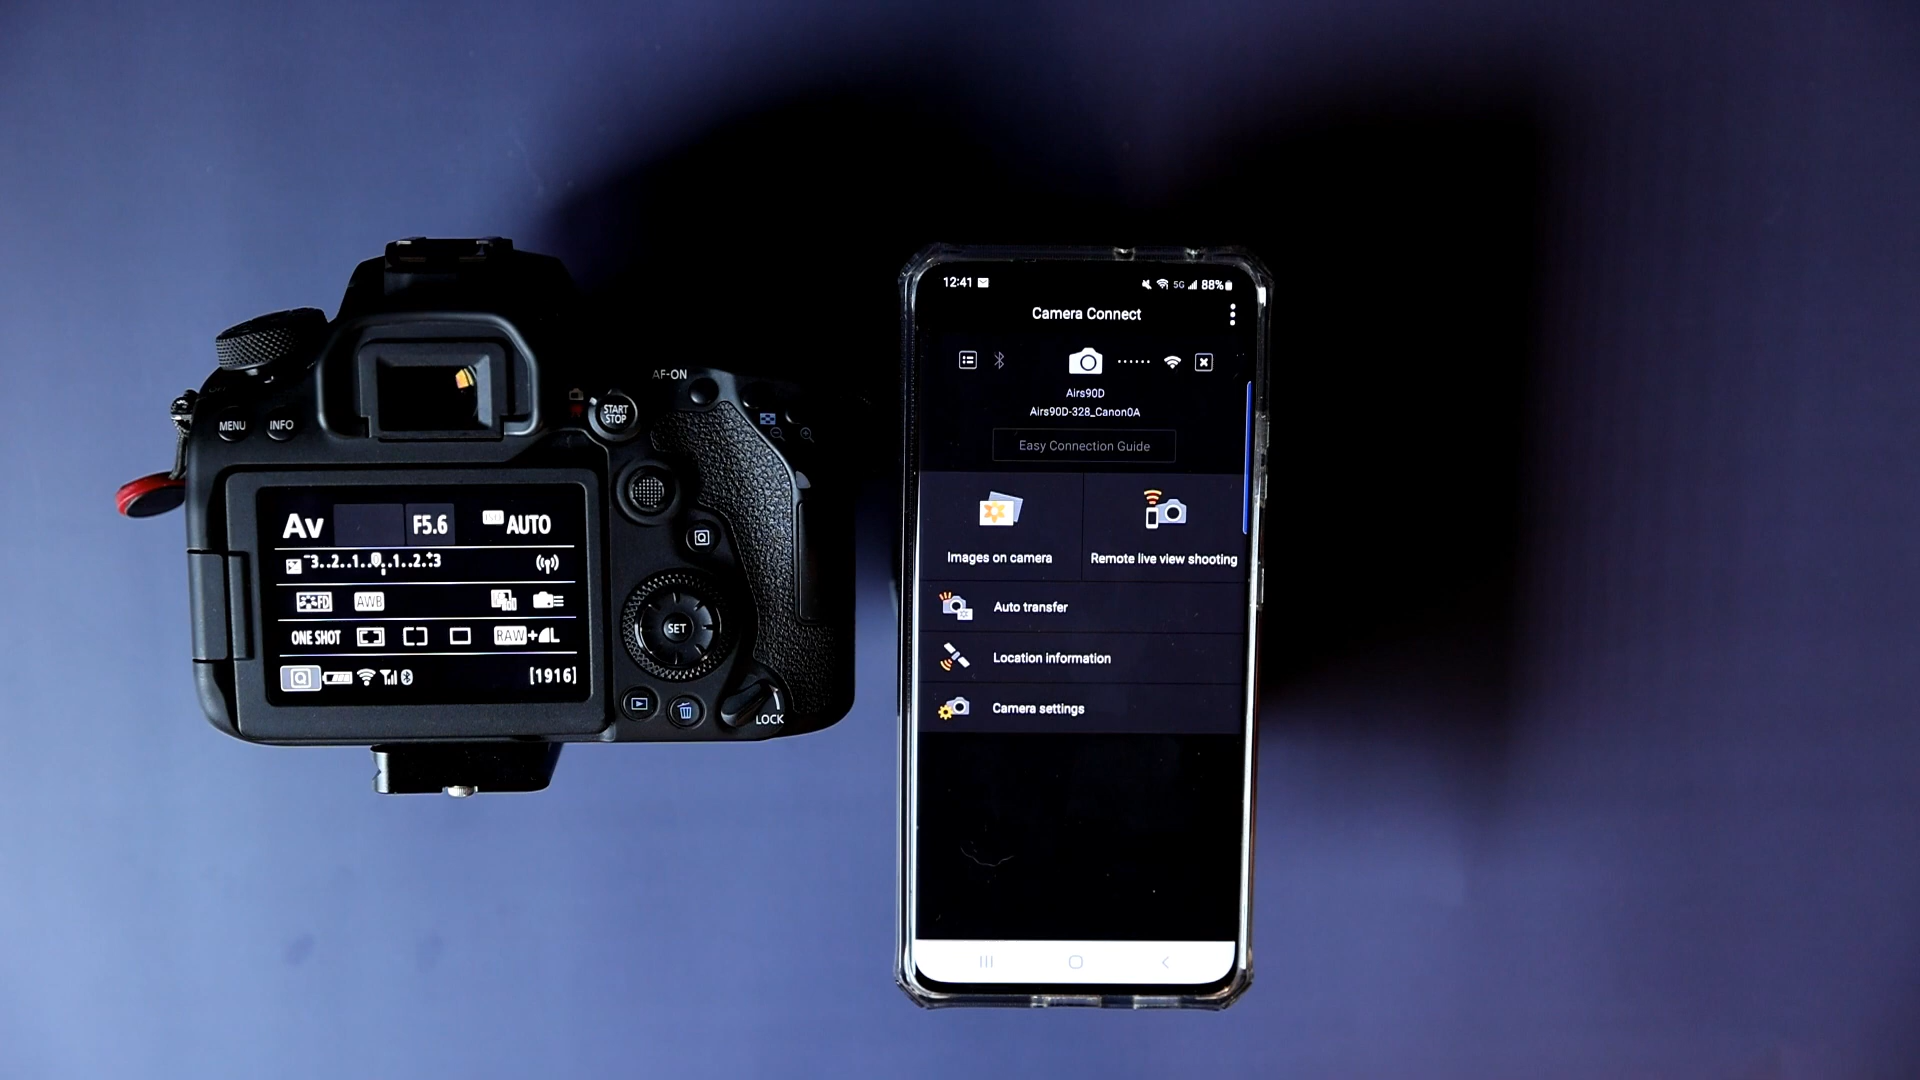 AF-ON
MENU
INFO
START
STOP
Av
F5.6
ISO AUTO
-3..2..1..0..1..2..+3
FD
AWB
ONE SHOT
RAW+L
Q
[1916]
Q
SET
LOCK
12:41
5G
88%
Camera Connect
Airs90D
Airs90D-328_Canon0A
Easy Connection Guide
Images on camera
Remote live view shooting
Auto transfer
Location information
Camera settings